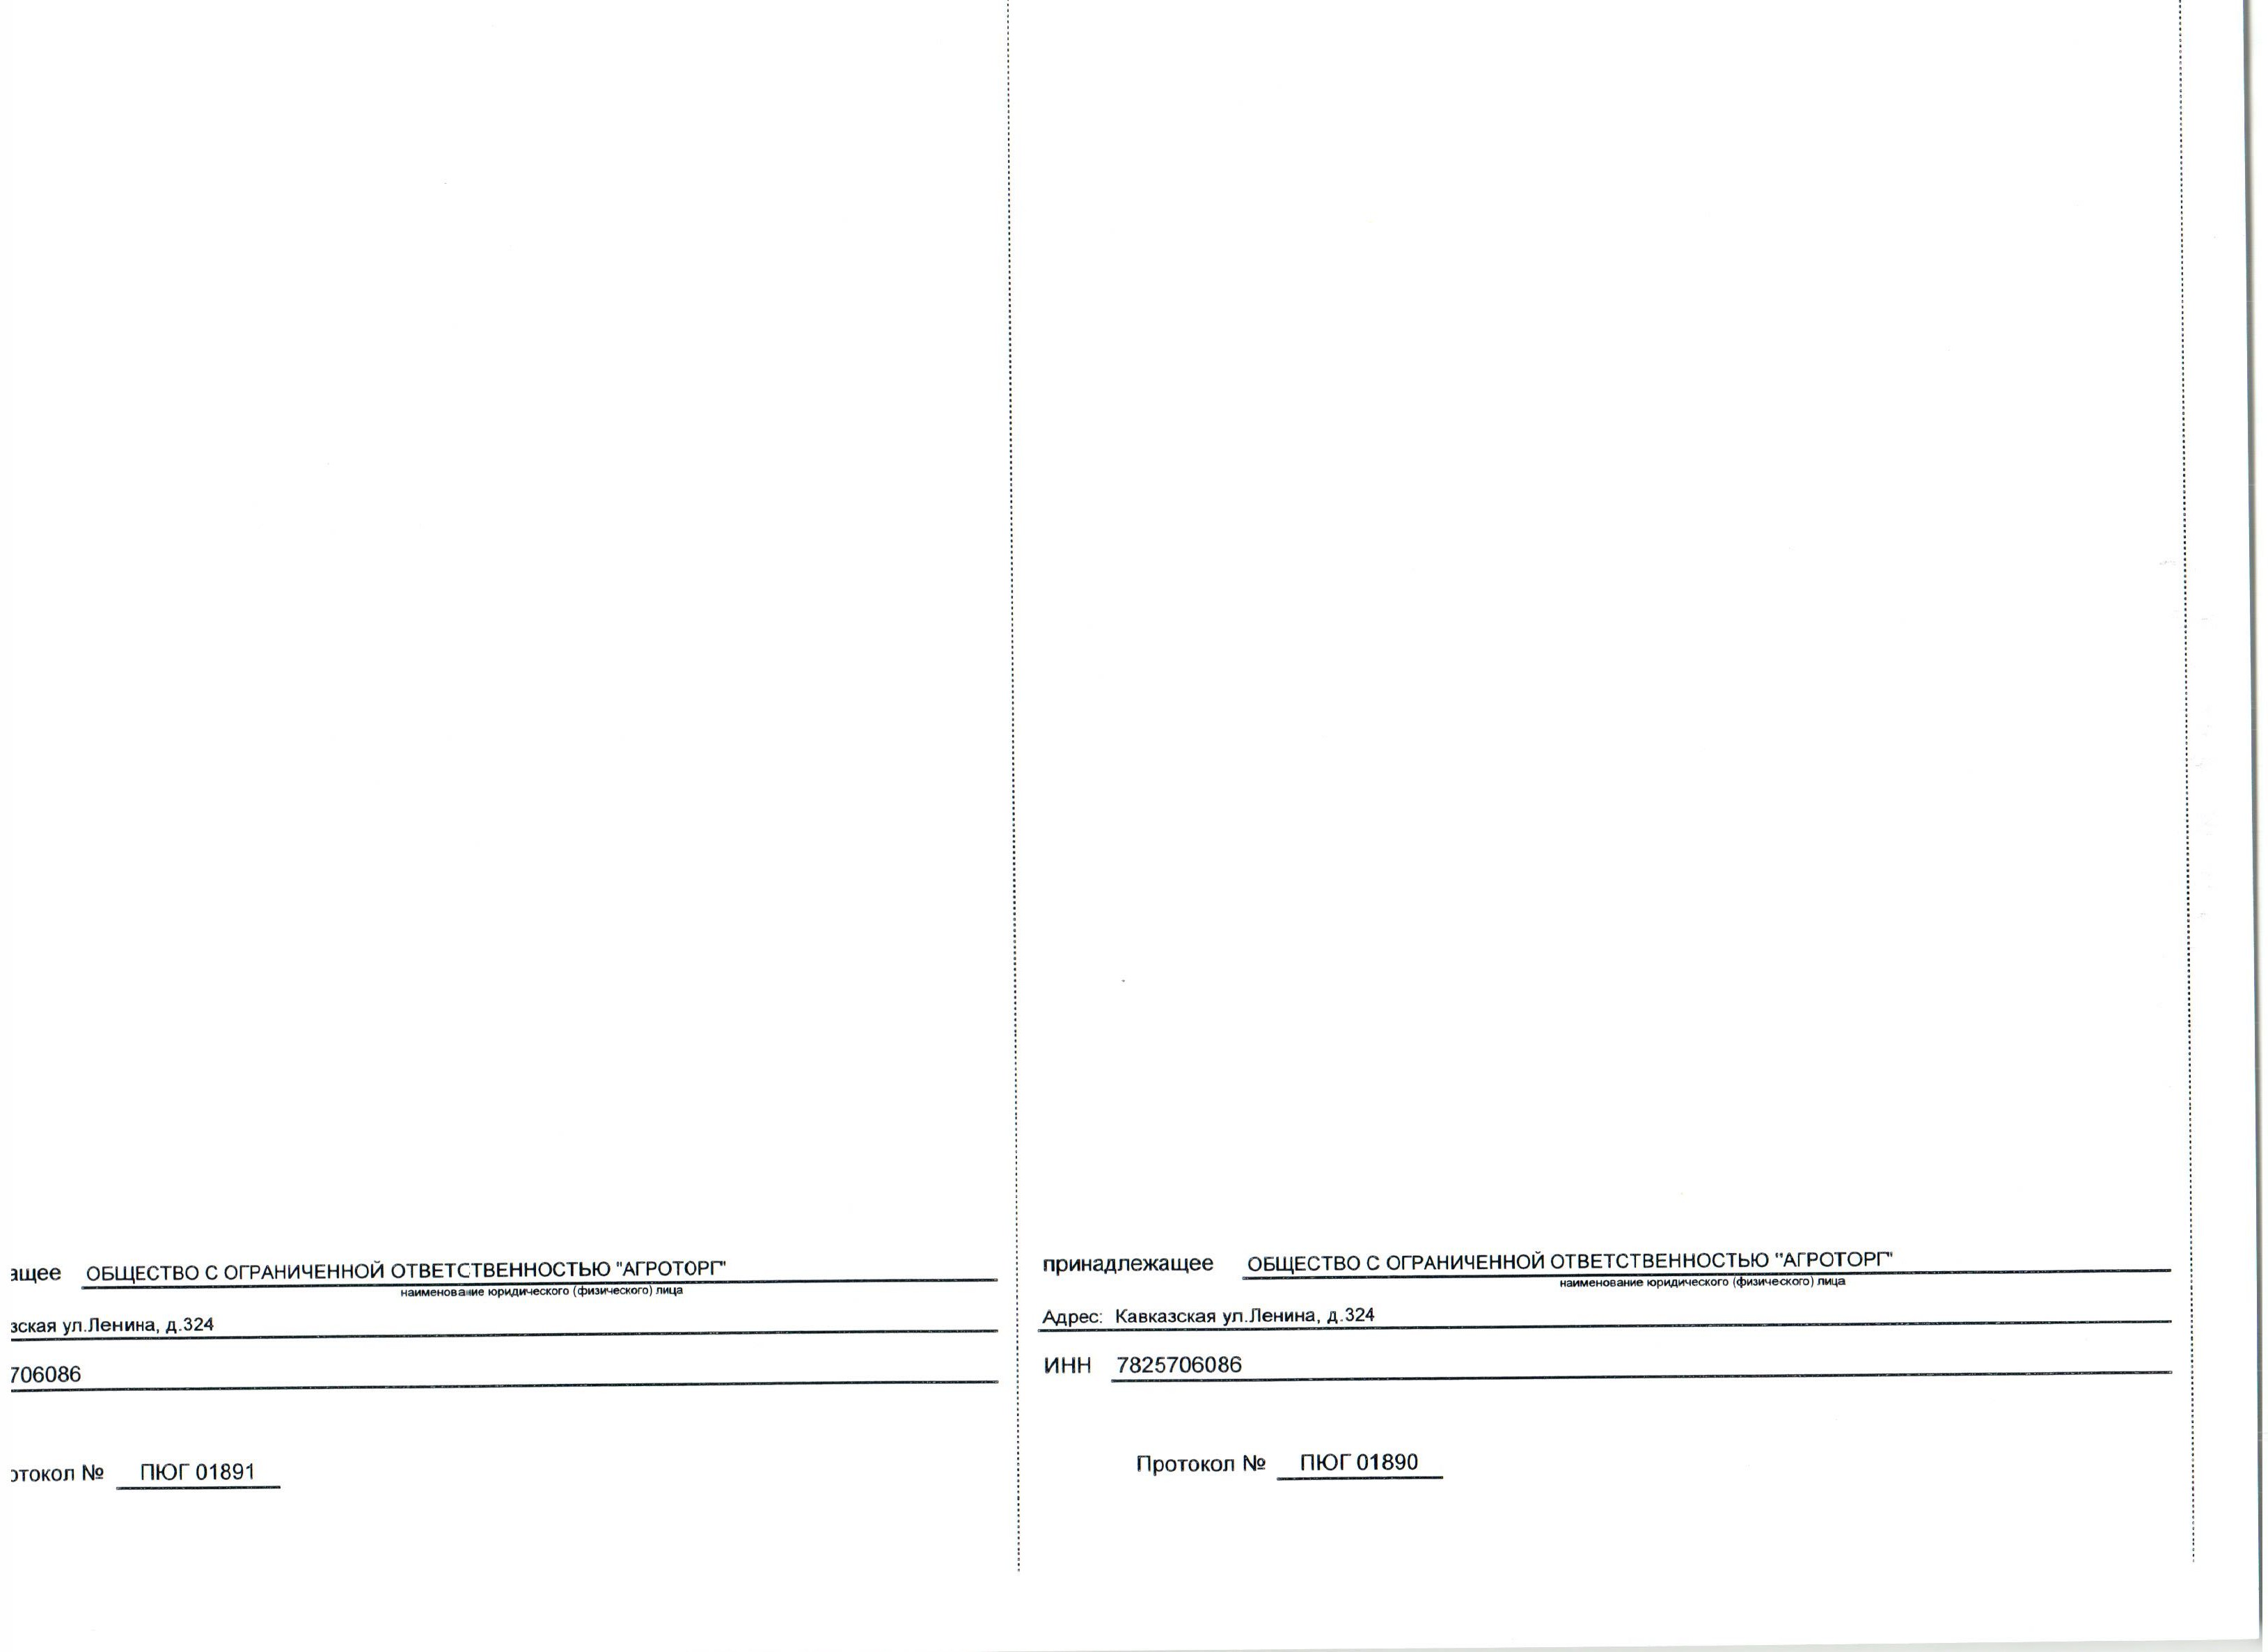 ащее ОБЩЕСТВО С ОГРАНИЧЕННОЙ ОТВЕТСТВЕННОСТЬЮ "АГРОТОРГ"
наименование юридического (физического) лица
зская ул.Ленина, д.324
706086
отокол № ПЮГ 01891
принадлежащее ОБЩЕСТВО С ОГРАНИЧЕННОЙ ОТВЕТСТВЕННОСТЬЮ "АГРОТОРГ"
наименование юридического (физического) лица
Адрес: Кавказская ул.Ленина, д.324
ИНН 7825706086
Протокол № ПЮГ 01890